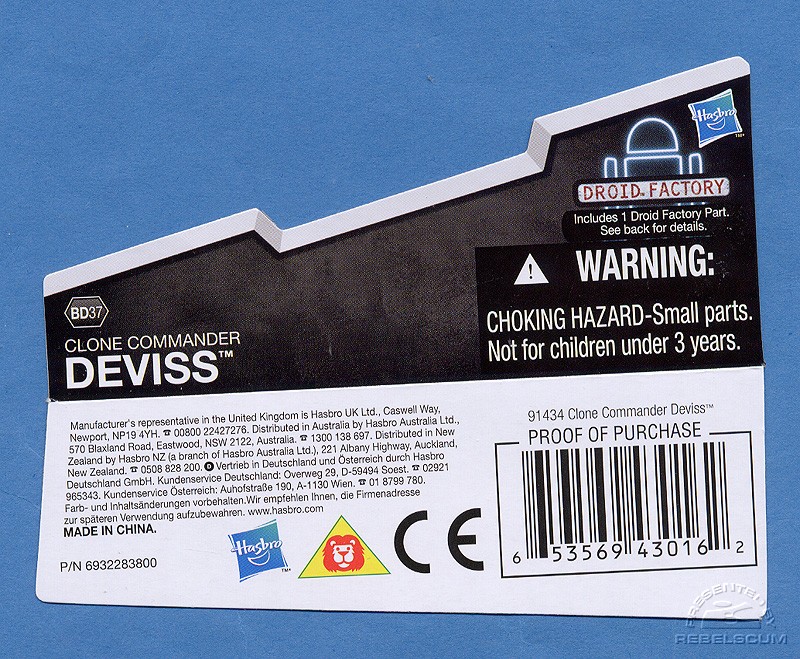 Hasbro
TM
DROID FACTORY
Includes 1 Droid Factory Part.
See back for details.
WARNING:
CHOKING HAZARD-Small parts.
Not for children under 3 years.
BD37
CLONE COMMANDER
DEVISS™
Manufacturer's representative in the United Kingdom is Hasbro UK Ltd., Caswell Way,
Newport, NP19 4YH. ☎ 00800 22427276. Distributed in Australia by Hasbro Australia Ltd.,
570 Blaxland Road, Eastwood, NSW 2122, Australia. ☎ 1300 138 697. Distributed in New
Zealand by Hasbro NZ (a branch of Hasbro Australia Ltd.), 221 Albany Highway, Auckland,
New Zealand. ☎ 0508 828 200. D Vertrieb in Deutschland und Österreich durch Hasbro
Deutschland GmbH. Kundenservice Deutschland: Overweg 29, D-59494 Soest. ☎ 02921
965343. Kundenservice Österreich: Auhofstraße 190, A-1130 Wien. ☎ 01 8799 780.
Farb- und Inhaltsänderungen vorbehalten.Wir empfehlen Ihnen, die Firmenadresse
zur späteren Verwendung aufzubewahren. www.hasbro.com
MADE IN CHINA.
P/N 6932283800
Hasbro
TM
CE
91434 Clone Commander Deviss™
PROOF OF PURCHASE
6 53569 43016 2
PRESENTED BY
REBELSCUM